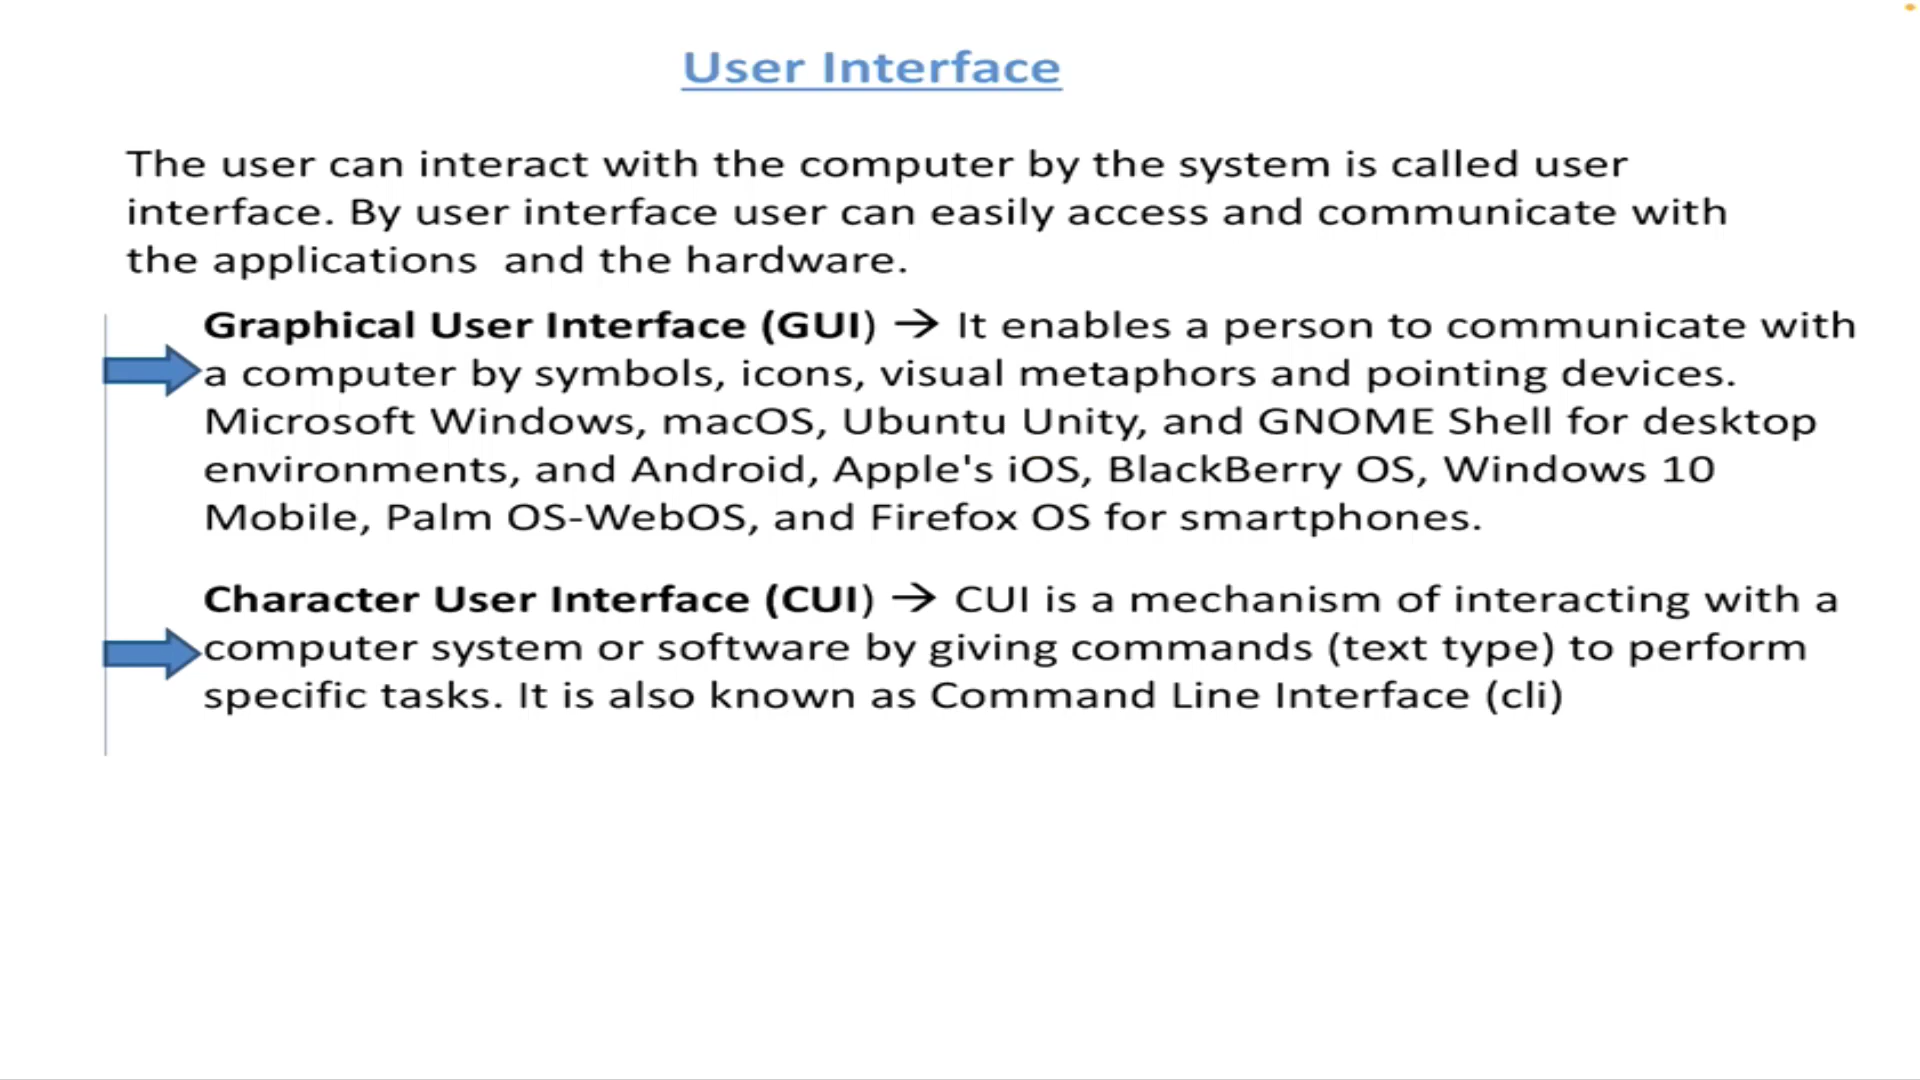 User Interface
The user can interact with the computer by the system is called user
interface. By user interface user can easily access and communicate with
the applications  and the hardware.
Graphical User Interface (GUI) → It enables a person to communicate with
a computer by symbols, icons, visual metaphors and pointing devices.
Microsoft Windows, macOS, Ubuntu Unity, and GNOME Shell for desktop
environments, and Android, Apple's iOS, BlackBerry OS, Windows 10
Mobile, Palm OS-WebOS, and Firefox OS for smartphones.
Character User Interface (CUI) → CUI is a mechanism of interacting with a
computer system or software by giving commands (text type) to perform
specific tasks. It is also known as Command Line Interface (cli)